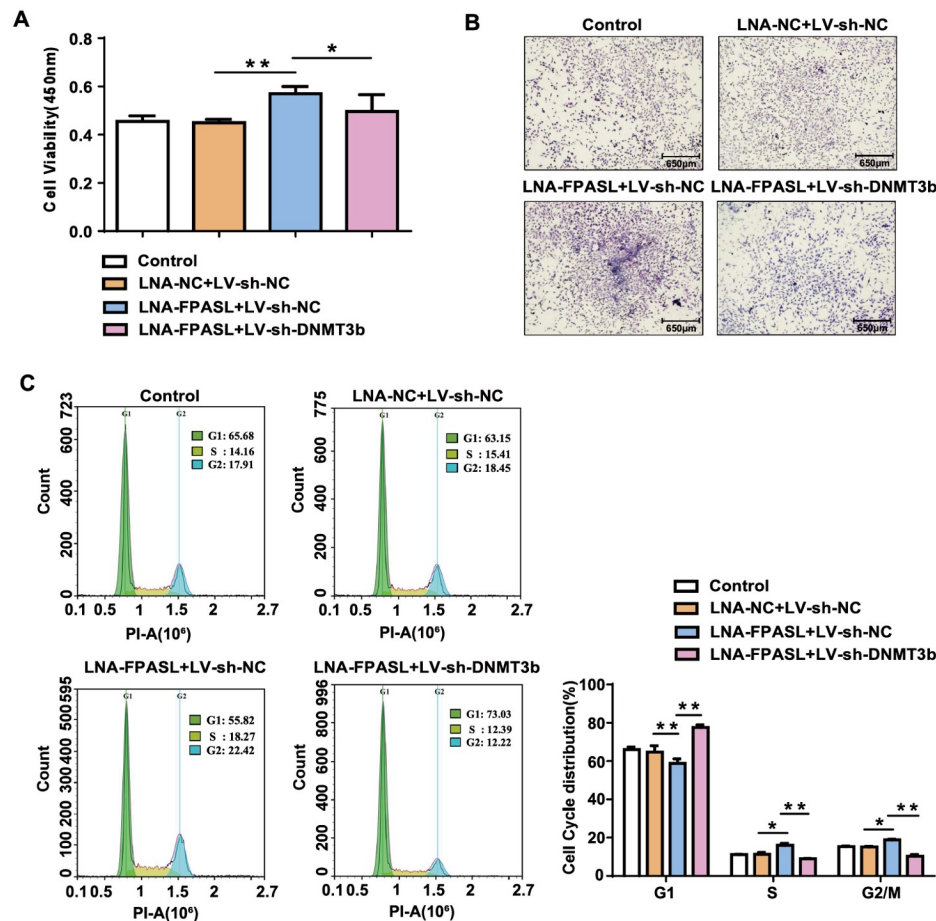 A
Cell Viability(450nm)
0.8
0.6
0.4
0.2
0.0
**
*
Control
LNA-NC+LV-sh-NC
LNA-FPASL+LV-sh-NC
LNA-FPASL+LV-sh-DNMT3b
B
Control
LNA-NC+LV-sh-NC
650μm
650μm
LNA-FPASL+LV-sh-NC
LNA-FPASL+LV-sh-DNMT3b
650μm
650μm
C
Control
Count
723
600
400
200
0
G1
G2
G1: 65.68
S : 14.16
G2: 17.91
0.1 0.5 1 1.5 2 2.7
PI-A(10⁶)
LNA-NC+LV-sh-NC
Count
775
600
400
200
0
G1
G2
G1: 63.15
S : 15.41
G2: 18.45
0.1 0.5 1 1.5 2 2.7
PI-A(10⁶)
LNA-FPASL+LV-sh-NC
Count
595
500
400
300
200
100
0
G1
G2
G1: 55.82
S : 18.27
G2: 22.42
0.1 0.5 1 1.5 2 2.7
PI-A(10⁶)
LNA-FPASL+LV-sh-DNMT3b
Count
996
800
600
400
200
0
G1
G2
G1: 73.03
S : 12.39
G2: 12.22
0.1 0.5 1 1.5 2 2.7
PI-A(10⁶)
Control
LNA-NC+LV-sh-NC
LNA-FPASL+LV-sh-NC
LNA-FPASL+LV-sh-DNMT3b
Cell Cycle distribution(%)
80
60
40
20
0
**
**
*
**
*
**
G1
S
G2/M